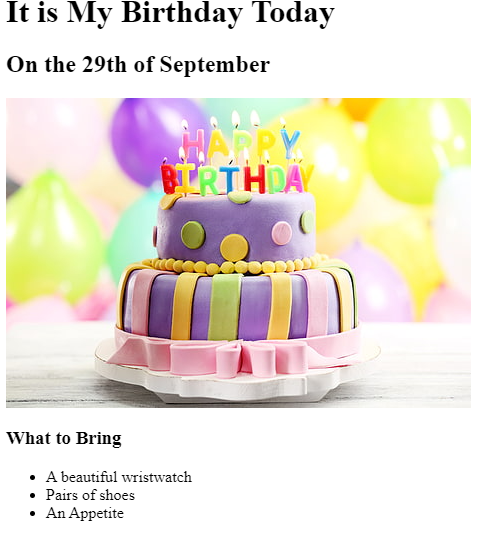 It is My Birthday Today
On the 29th of September
HAPPY
BIRTHDAY
What to Bring
A beautiful wristwatch
Pairs of shoes
An Appetite